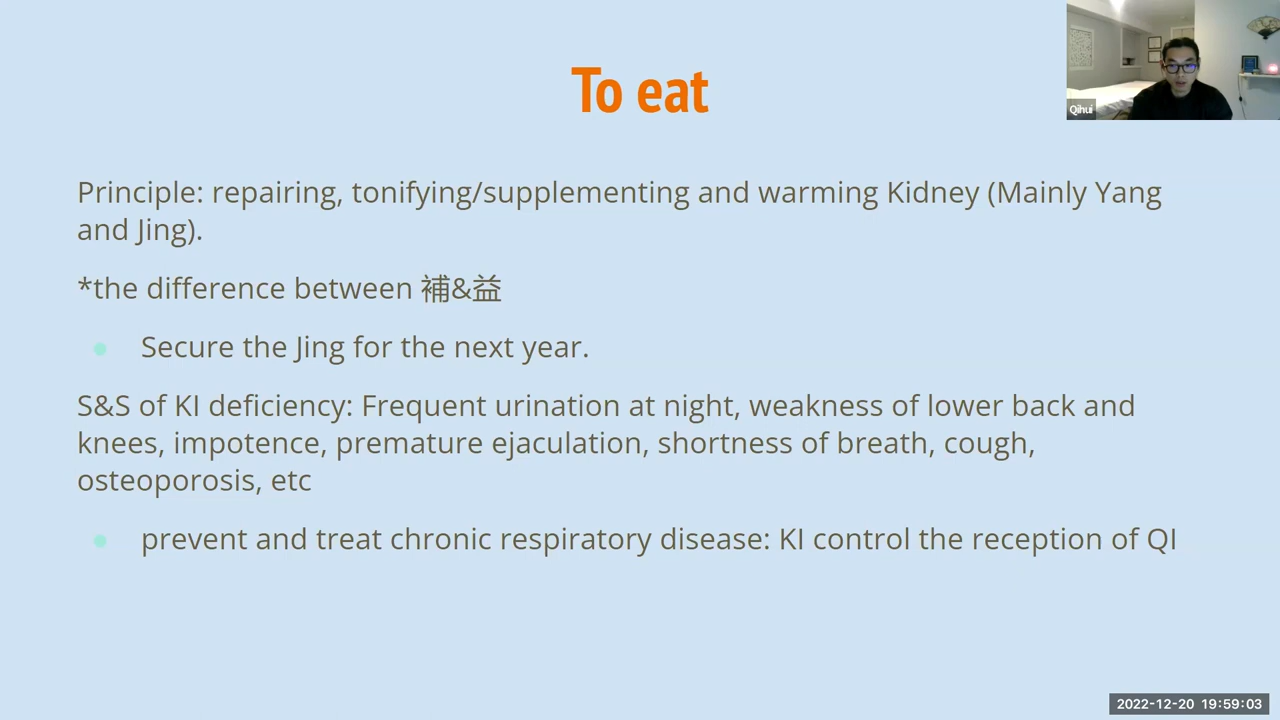 To eat
Qihui
Principle: repairing, tonifying/supplementing and warming Kidney (Mainly Yang
and Jing).
*the difference between 補&益
Secure the Jing for the next year.
S&S of KI deficiency: Frequent urination at night, weakness of lower back and
knees, impotence, premature ejaculation, shortness of breath, cough,
osteoporosis, etc
prevent and treat chronic respiratory disease: KI control the reception of QI
2022-12-20 19:59:03